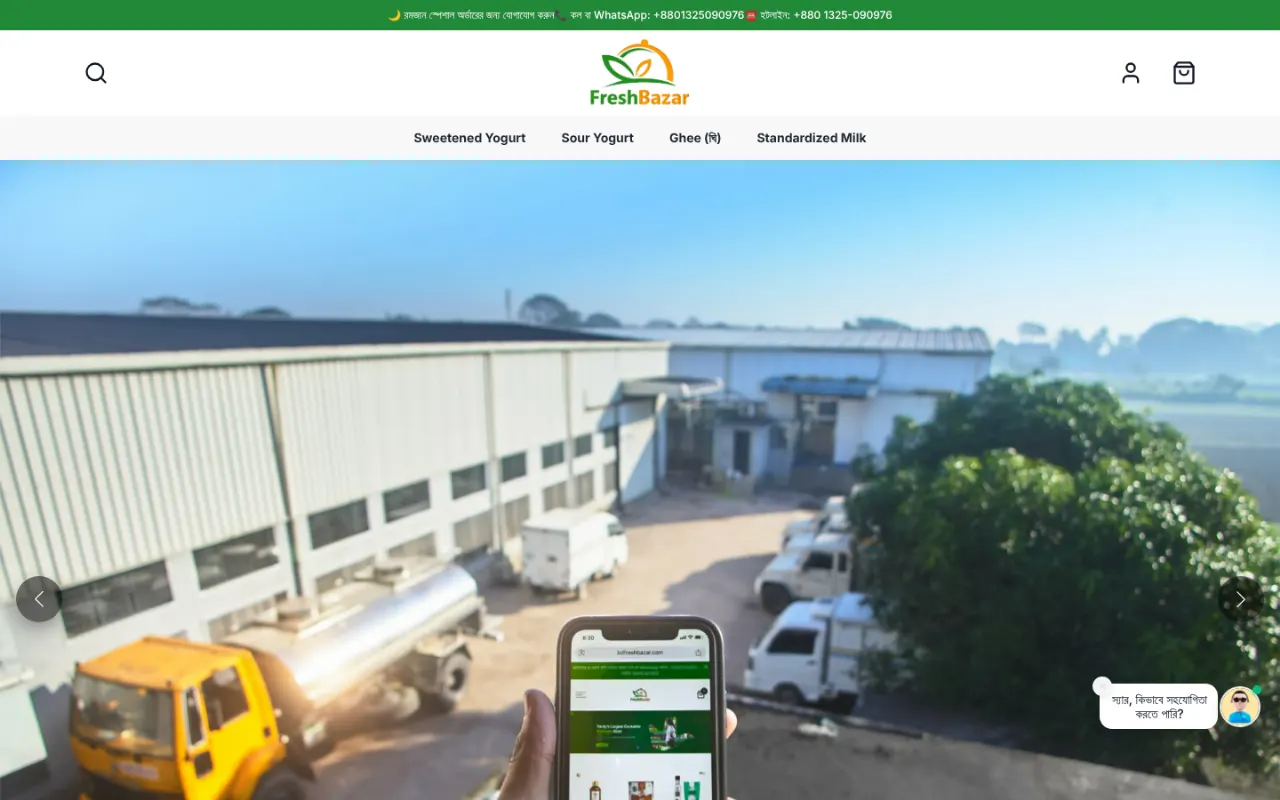 🌙 রমজান স্পেশাল অর্ডারের জন্য যোগাযোগ করুন📞 কল বা WhatsApp: +8801325090976☎️ হটলাইন: +880 1325-090976
FreshBazar
Sweetened Yogurt
Sour Yogurt
Ghee (ঘি)
Standardized Milk
FreshBazar
স্যার, কিভাবে সহযোগিতা
করতে পারি?